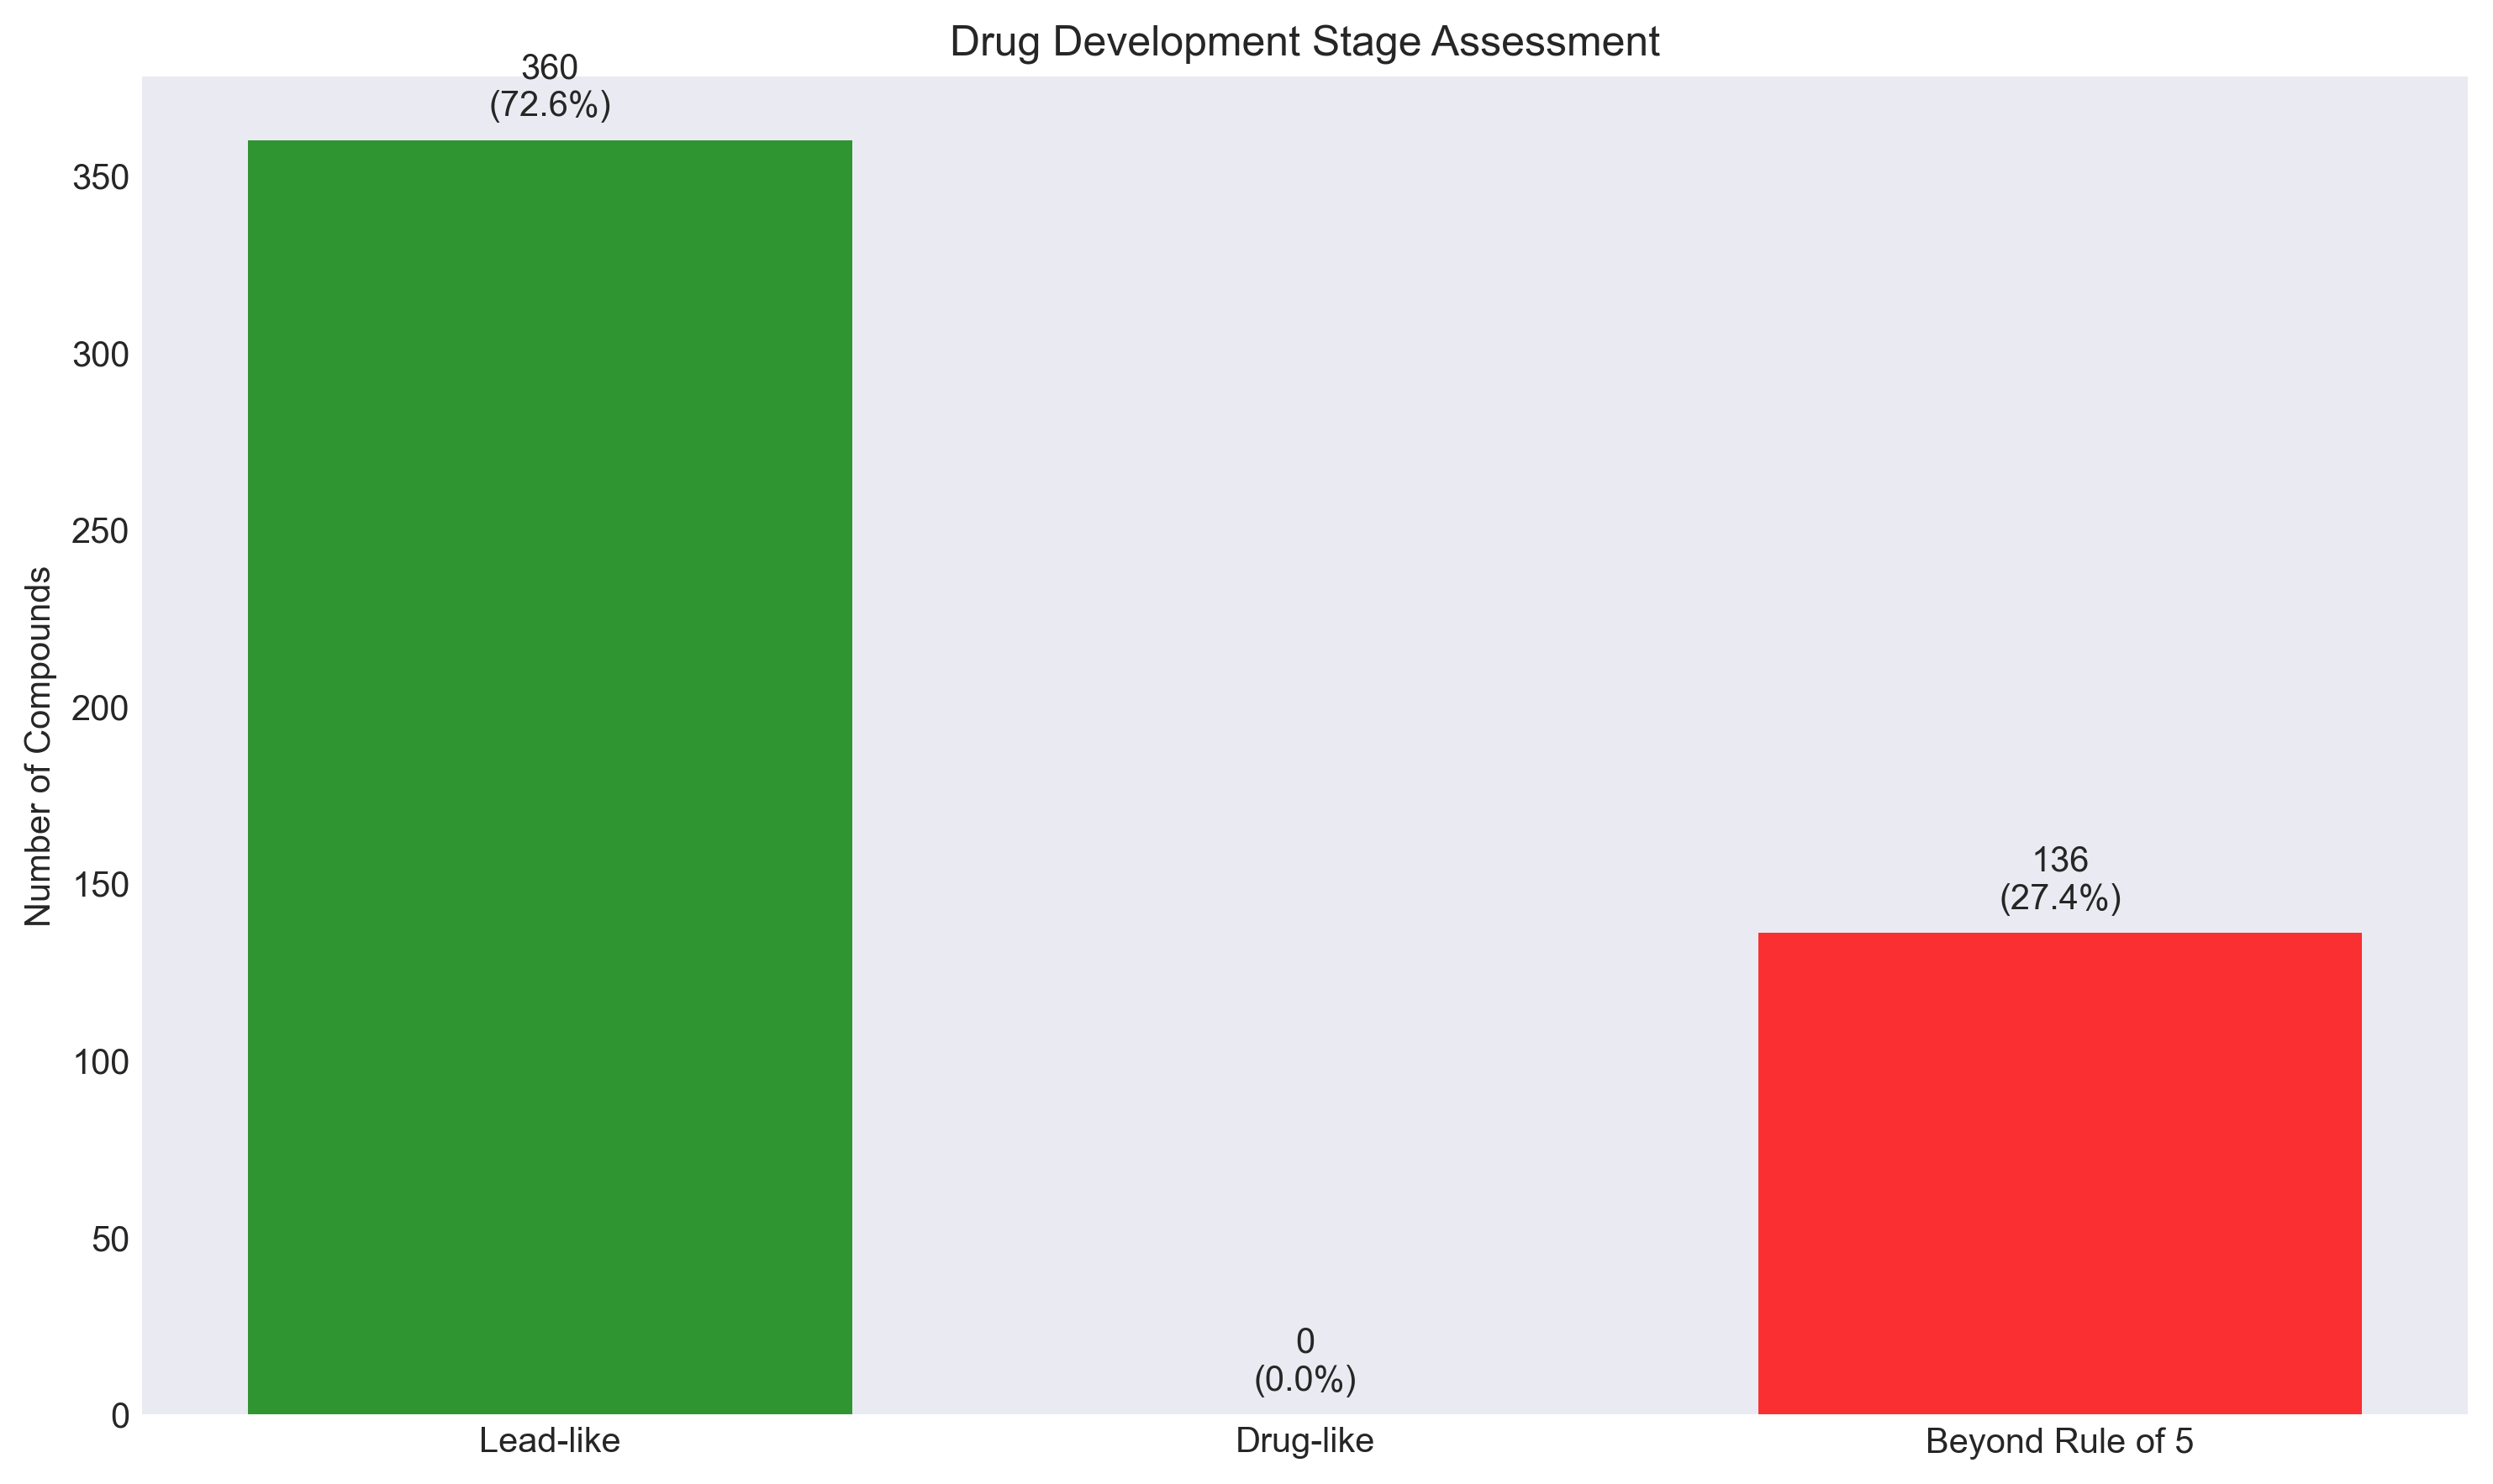 Drug Development Stage Assessment
360
(72.6%)
350
300
250
200
150
100
50
0
Number of Compounds
136
(27.4%)
0
(0.0%)
Lead-like
Drug-like
Beyond Rule of 5